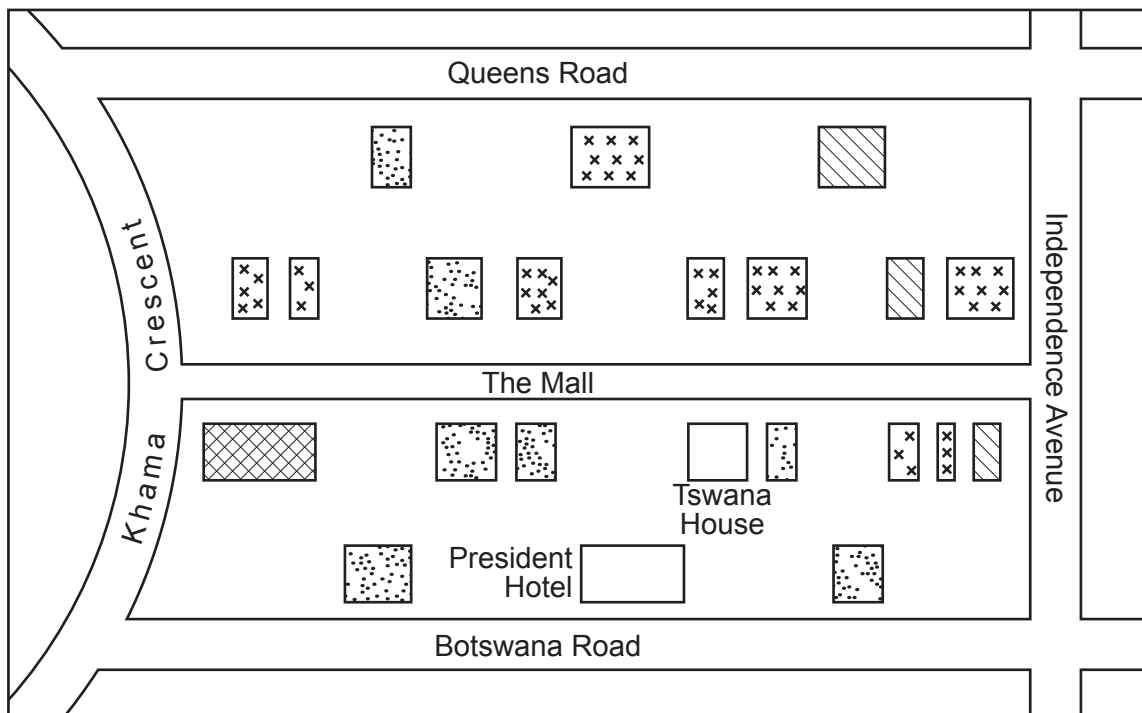 Queens Road
Khama Crescent
Independence Avenue
The Mall
Tswana
House
President
Hotel
Botswana Road